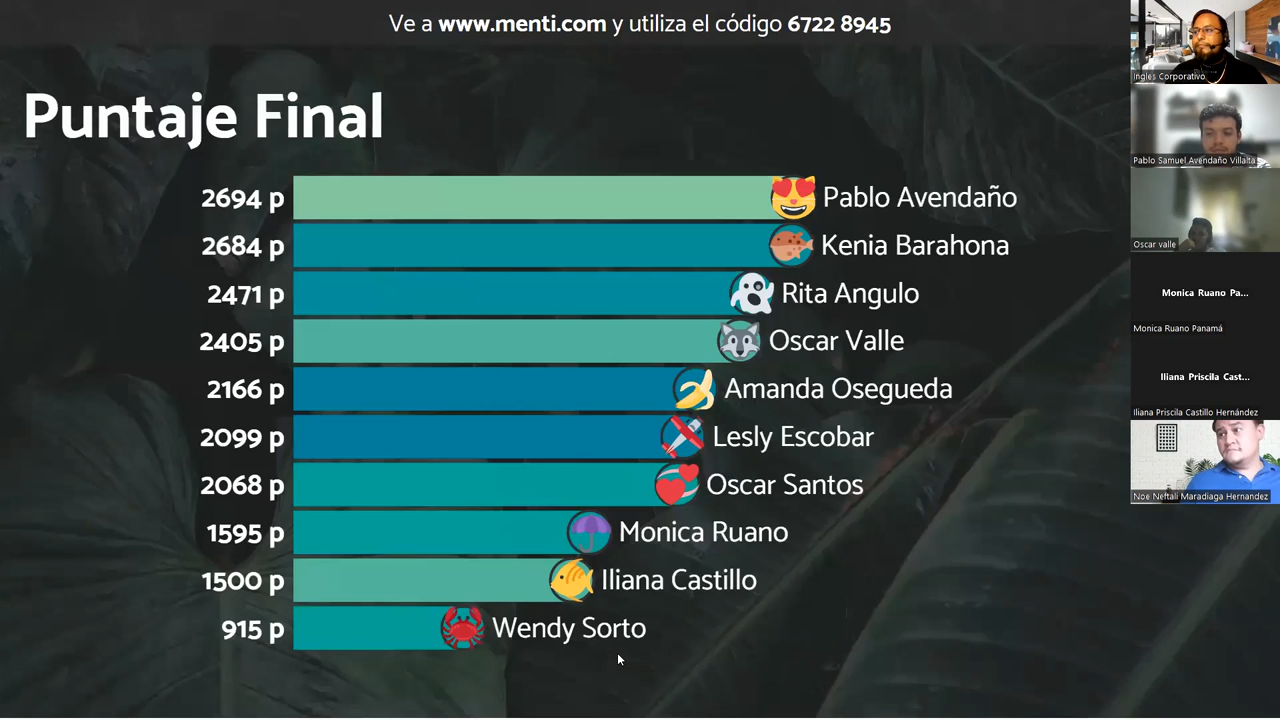 Ve a www.menti.com y utiliza el código 6722 8945
Puntaje Final
2694 p Pablo Avendaño
2684 p Kenia Barahona
2471 p Rita Angulo
2405 p Oscar Valle
2166 p Amanda Osegueda
2099 p Lesly Escobar
2068 p Oscar Santos
1595 p Monica Ruano
1500 p Iliana Castillo
915 p Wendy Sorto
Ingles Corporativo
Pablo Samuel Avendaño Villalta
Oscar valle
Monica Ruano Pa...
Monica Ruano Panamá
Iliana Priscila Cast...
Iliana Priscila Castillo Hernández
Noe Neftali Maradiaga Hernandez